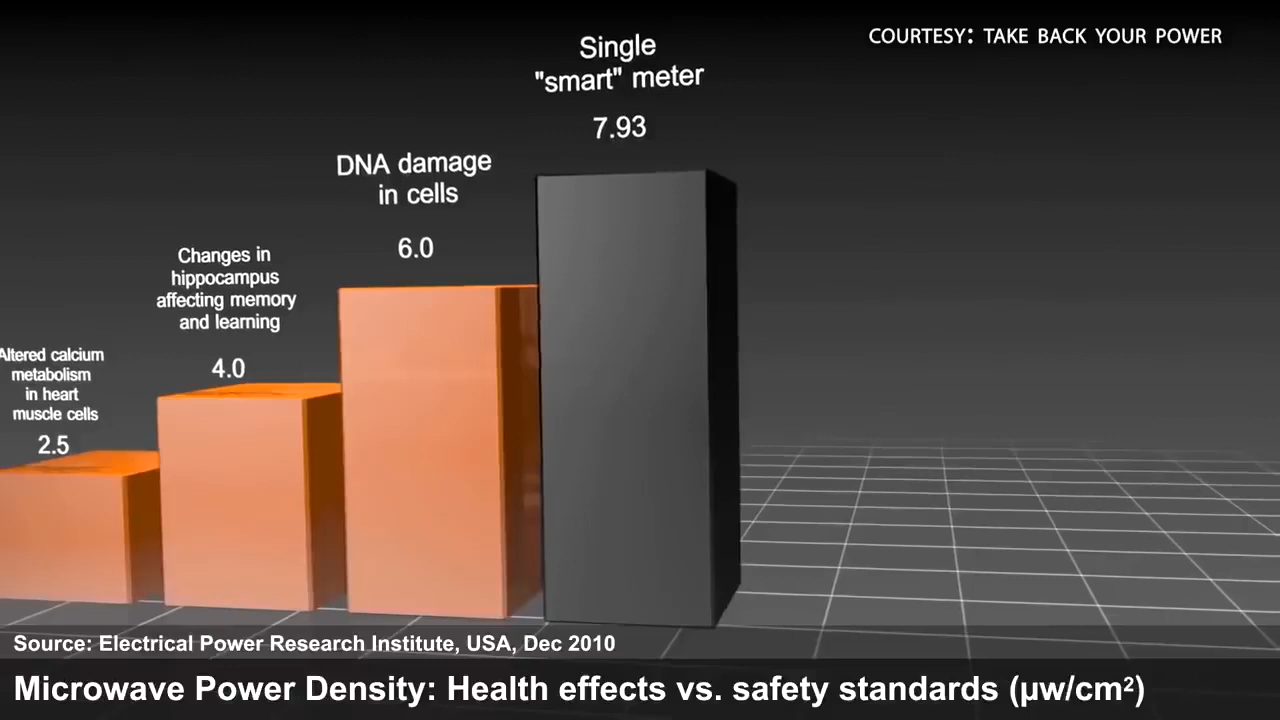 COURTESY: TAKE BACK YOUR POWER
Single
"smart" meter
7.93
DNA damage
in cells
6.0
Changes in
hippocampus
affecting memory
and learning
4.0
Altered calcium
metabolism
in heart
muscle cells
2.5
Source: Electrical Power Research Institute, USA, Dec 2010
Microwave Power Density: Health effects vs. safety standards (µw/cm²)